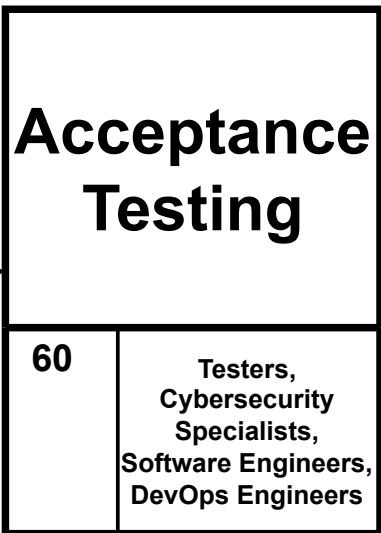 Acceptance
Testing
60
Testers,
Cybersecurity
Specialists,
Software Engineers,
DevOps Engineers